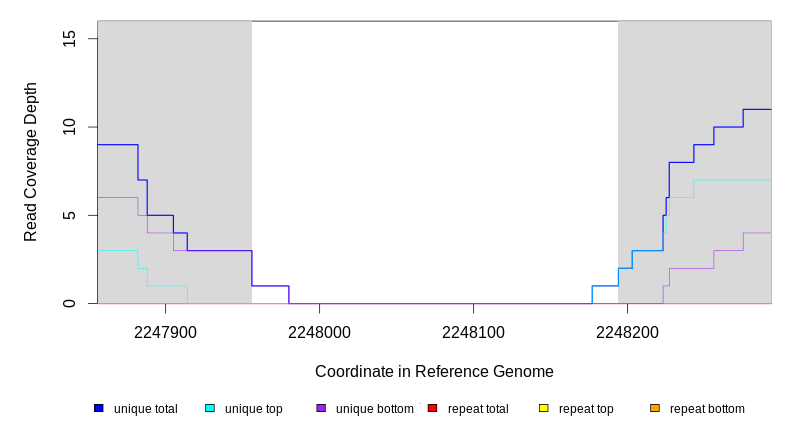 15
10
5
0
Read Coverage Depth
2247900 2248000 2248100 2248200
Coordinate in Reference Genome
unique total unique top unique bottom repeat total repeat top repeat bottom